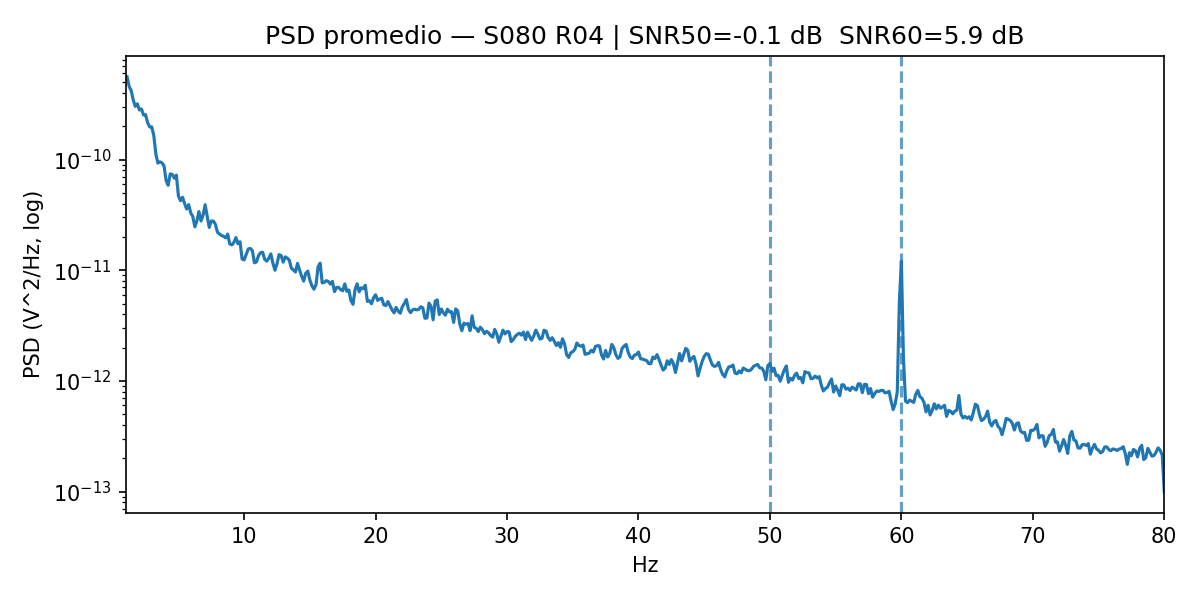 PSD promedio — S080 R04 | SNR50=-0.1 dB  SNR60=5.9 dB
PSD (V^2/Hz, log)
10⁻¹⁰
10⁻¹¹
10⁻¹²
10⁻¹³
10 20 30 40 50 60 70 80
Hz